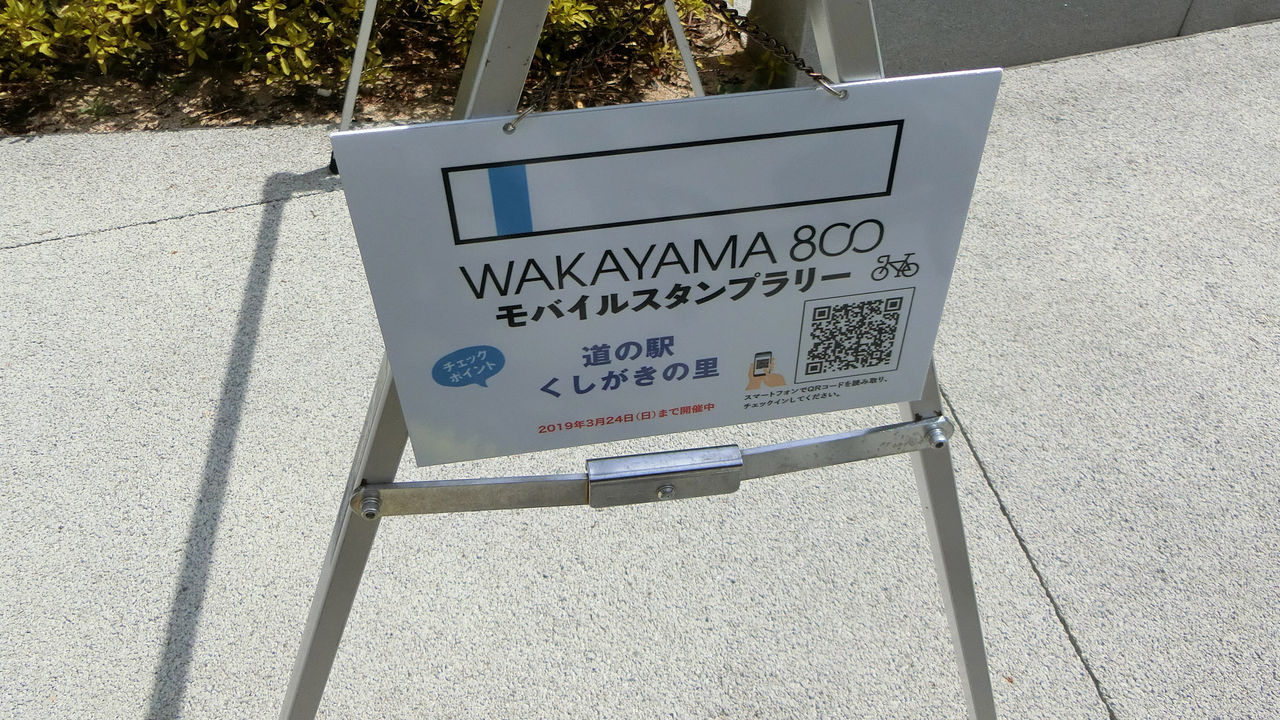 WAKAYAMA 800
モバイルスタンプラリー
チェック
ポイント
道の駅
くしがきの里
2019年3月24日(日)まで開催中
スマートフォンでQRコードを読み取り、
チェックインしてください。